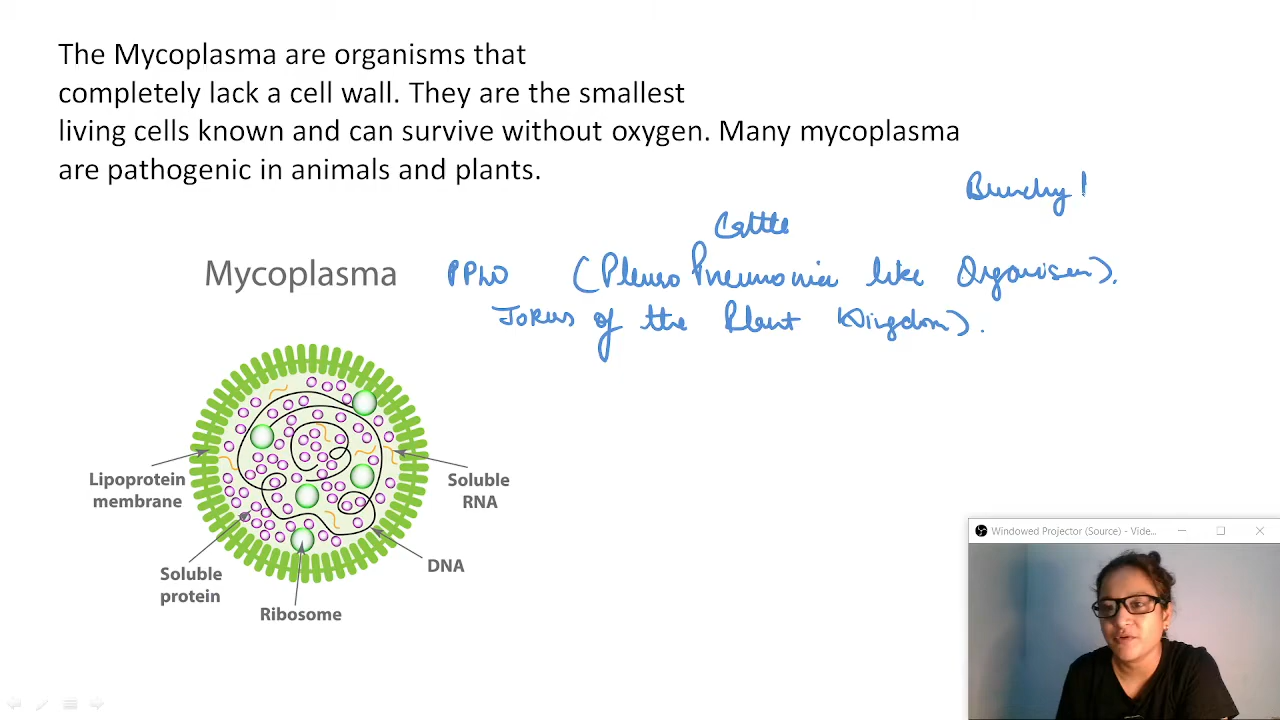 The Mycoplasma are organisms that
completely lack a cell wall. They are the smallest
living cells known and can survive without oxygen. Many mycoplasma
are pathogenic in animals and plants.
Bunchy
Cattle
Mycoplasma PPLO (Pleuro Pneumonia like Organism).
Jokers of the Plant Kingdom).
Lipoprotein
membrane
Soluble
RNA
DNA
Soluble
protein
Ribosome
Windowed Projector (Source) - Vide...